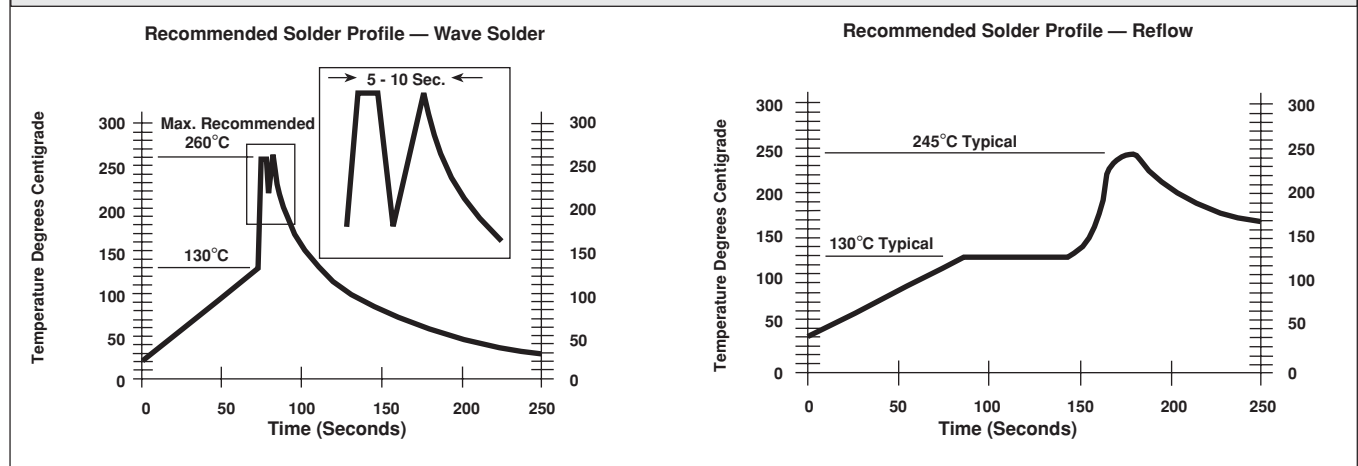 Recommended Solder Profile — Wave Solder
Temperature Degrees Centigrade
300
250
200
150
100
50
0
Max. Recommended
260°C
130°C
5 - 10 Sec.
300
250
200
150
100
50
0
0 50 100 150 200 250
Time (Seconds)
Recommended Solder Profile — Reflow
Temperature Degrees Centigrade
300
250
200
150
100
50
0
245°C Typical
130°C Typical
300
250
200
150
100
50
0
0 50 100 150 200 250
Time (Seconds)